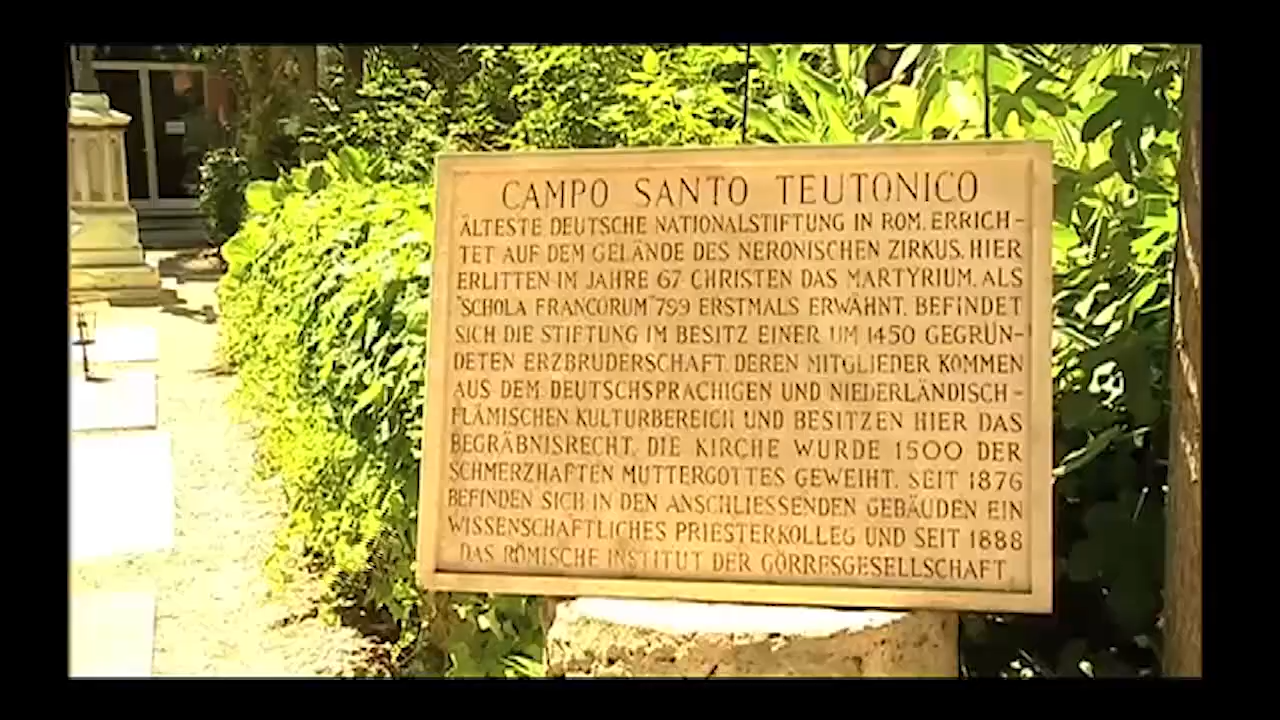 CAMPO SANTO TEUTONICO
ÄLTESTE DEUTSCHE NATIONALSTIFTUNG IN ROM. ERRICH-
TET AUF DEM GELÄNDE DES NERONISCHEN ZIRKUS. HIER
ERLITTEN IM JAHRE 67 CHRISTEN DAS MARTYRIUM. ALS
"SCHOLA FRANCORUM" 799 ERSTMALS ERWÄHNT. BEFINDET
SICH DIE STIFTUNG IM BESITZ EINER UM 1450 GEGRÜN-
DETEN ERZBRUDERSCHAFT. DEREN MITGLIEDER KOMMEN
AUS DEM DEUTSCHSPRACHIGEN UND NIEDERLÄNDISCH-
FLÄMISCHEN KULTURBEREICH UND BESITZEN HIER DAS
BEGRÄBNISRECHT. DIE KIRCHE WURDE 1500 DER
SCHMERZHAFTEN MUTTERGOTTES GEWEIHT. SEIT 1876
BEFINDEN SICH IN DEN ANSCHLIESSENDEN GEBÄUDEN EIN
WISSENSCHAFTLICHES PRIESTERKOLLEG UND SEIT 1888
DAS RÖMISCHE INSTITUT DER GÖRRESGESELLSCHAFT